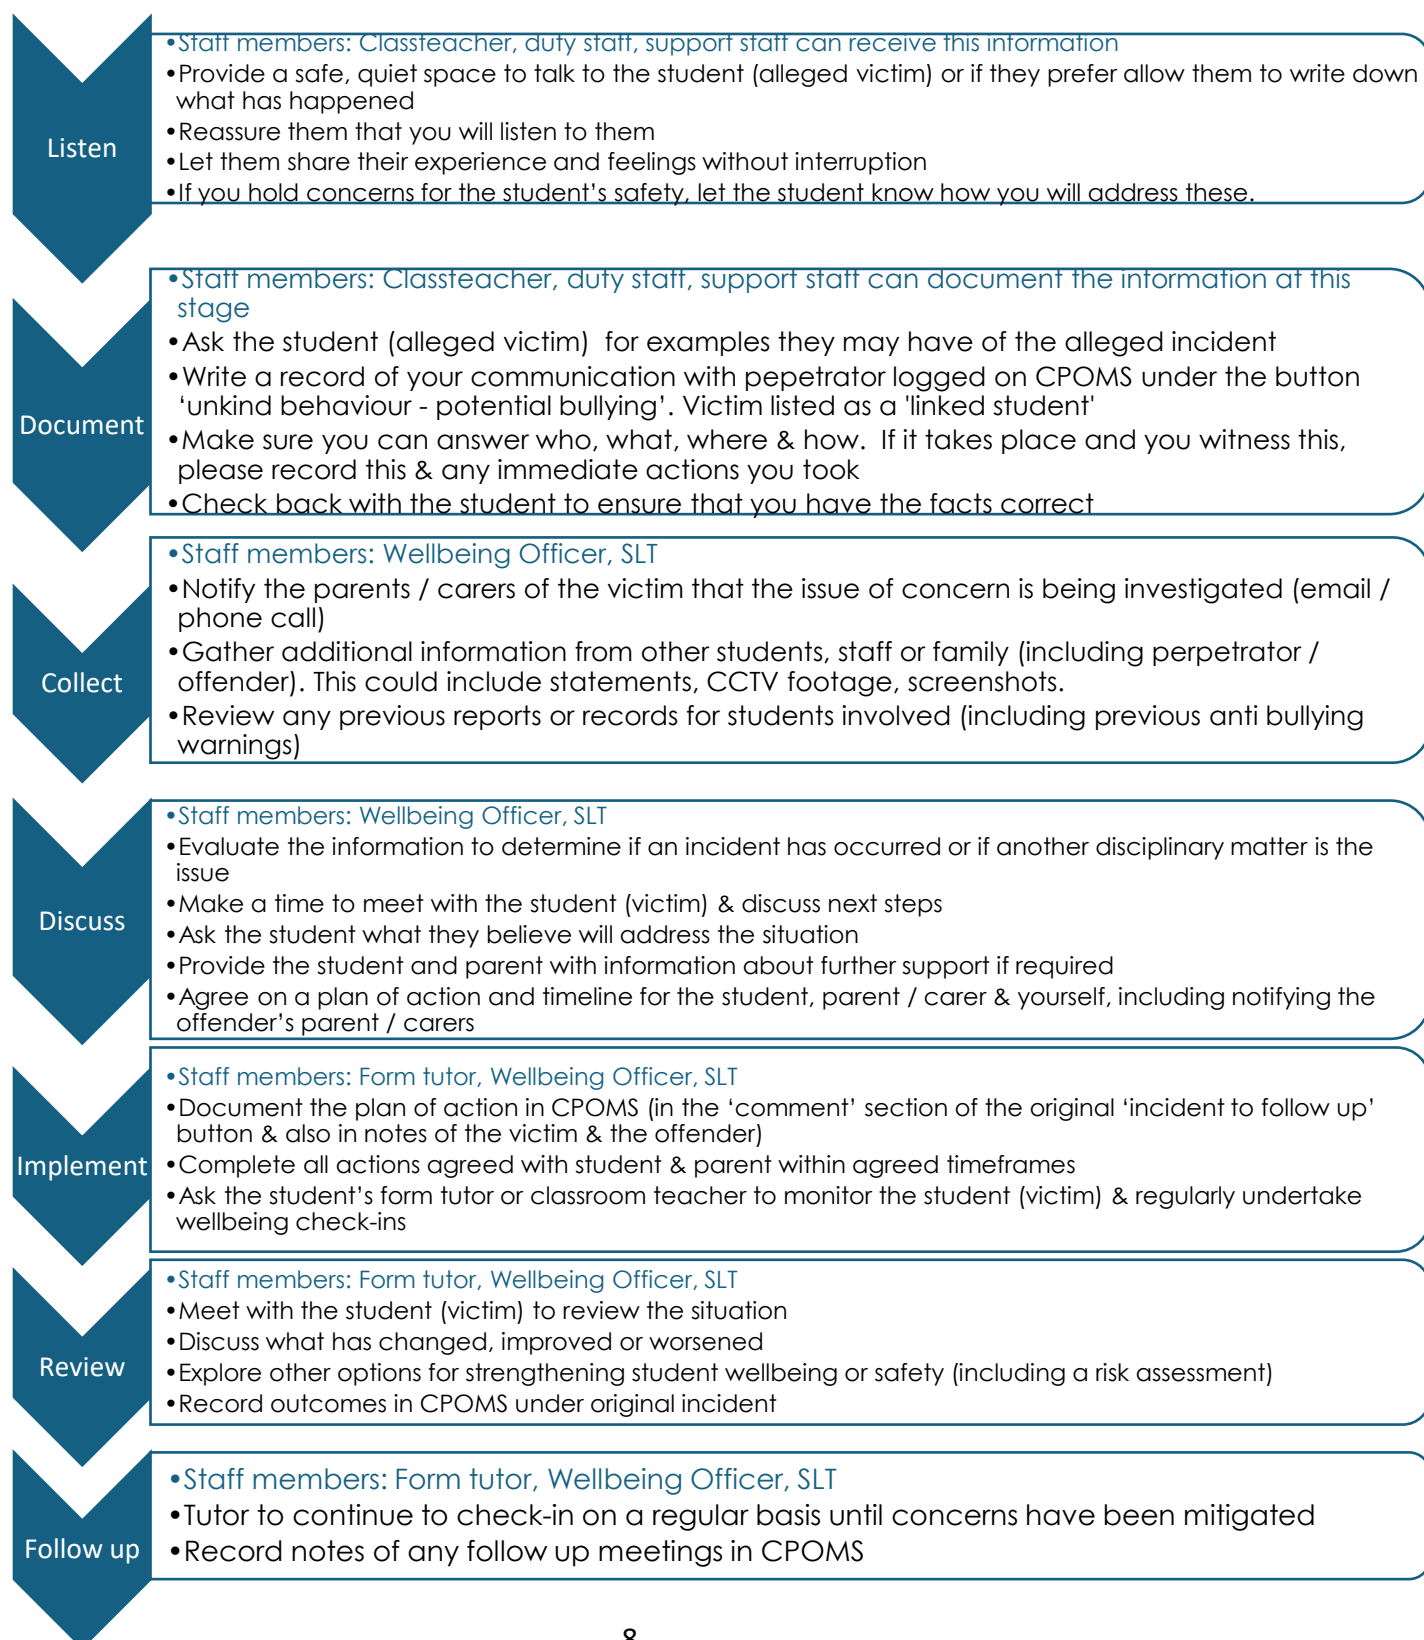 Listen
•Staff members: Classteacher, duty staff, support staff can receive this information
•Provide a safe, quiet space to talk to the student (alleged victim) or if they prefer allow them to write down
what has happened
•Reassure them that you will listen to them
•Let them share their experience and feelings without interruption
•If you hold concerns for the student’s safety, let the student know how you will address these.
Document
•Staff members: Classteacher, duty staff, support staff can document the information at this
stage
•Ask the student (alleged victim)  for examples they may have of the alleged incident
•Write a record of your communication with pepetrator logged on CPOMS under the button
‘unkind behaviour - potential bullying’. Victim listed as a 'linked student'
•Make sure you can answer who, what, where & how.  If it takes place and you witness this,
please record this & any immediate actions you took
•Check back with the student to ensure that you have the facts correct
Collect
•Staff members: Wellbeing Officer, SLT
•Notify the parents / carers of the victim that the issue of concern is being investigated (email /
phone call)
•Gather additional information from other students, staff or family (including perpetrator /
offender). This could include statements, CCTV footage, screenshots.
•Review any previous reports or records for students involved (including previous anti bullying
warnings)
Discuss
•Staff members: Wellbeing Officer, SLT
•Evaluate the information to determine if an incident has occurred or if another disciplinary matter is the
issue
•Make a time to meet with the student (victim) & discuss next steps
•Ask the student what they believe will address the situation
•Provide the student and parent with information about further support if required
•Agree on a plan of action and timeline for the student, parent / carer & yourself, including notifying the
offender’s parent / carers
Implement
•Staff members: Form tutor, Wellbeing Officer, SLT
•Document the plan of action in CPOMS (in the ‘comment’ section of the original ‘incident to follow up’
button & also in notes of the victim & the offender)
•Complete all actions agreed with student & parent within agreed timeframes
•Ask the student’s form tutor or classroom teacher to monitor the student (victim) & regularly undertake
wellbeing check-ins
Review
•Staff members: Form tutor, Wellbeing Officer, SLT
•Meet with the student (victim) to review the situation
•Discuss what has changed, improved or worsened
•Explore other options for strengthening student wellbeing or safety (including a risk assessment)
•Record outcomes in CPOMS under original incident
Follow up
•Staff members: Form tutor, Wellbeing Officer, SLT
•Tutor to continue to check-in on a regular basis until concerns have been mitigated
•Record notes of any follow up meetings in CPOMS
8